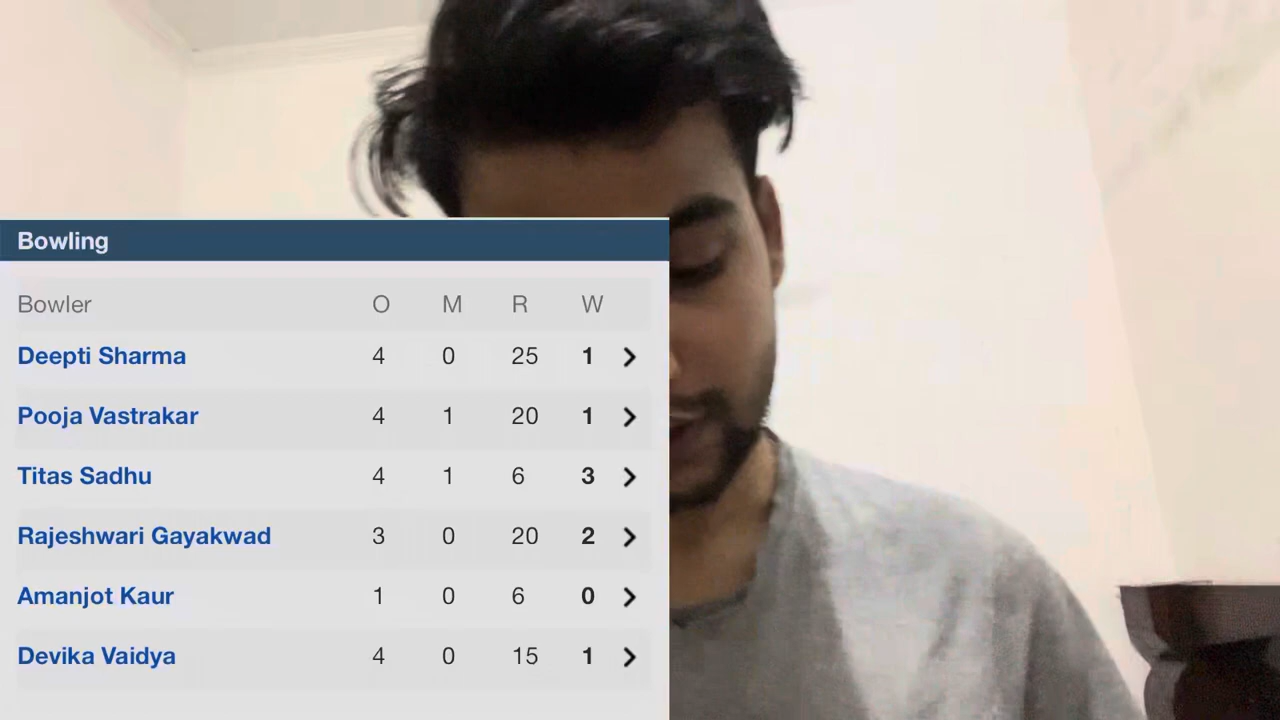 Bowling
Bowler O M R W
Deepti Sharma 4 0 25 1
Pooja Vastrakar 4 1 20 1
Titas Sadhu 4 1 6 3
Rajeshwari Gayakwad 3 0 20 2
Amanjot Kaur 1 0 6 0
Devika Vaidya 4 0 15 1